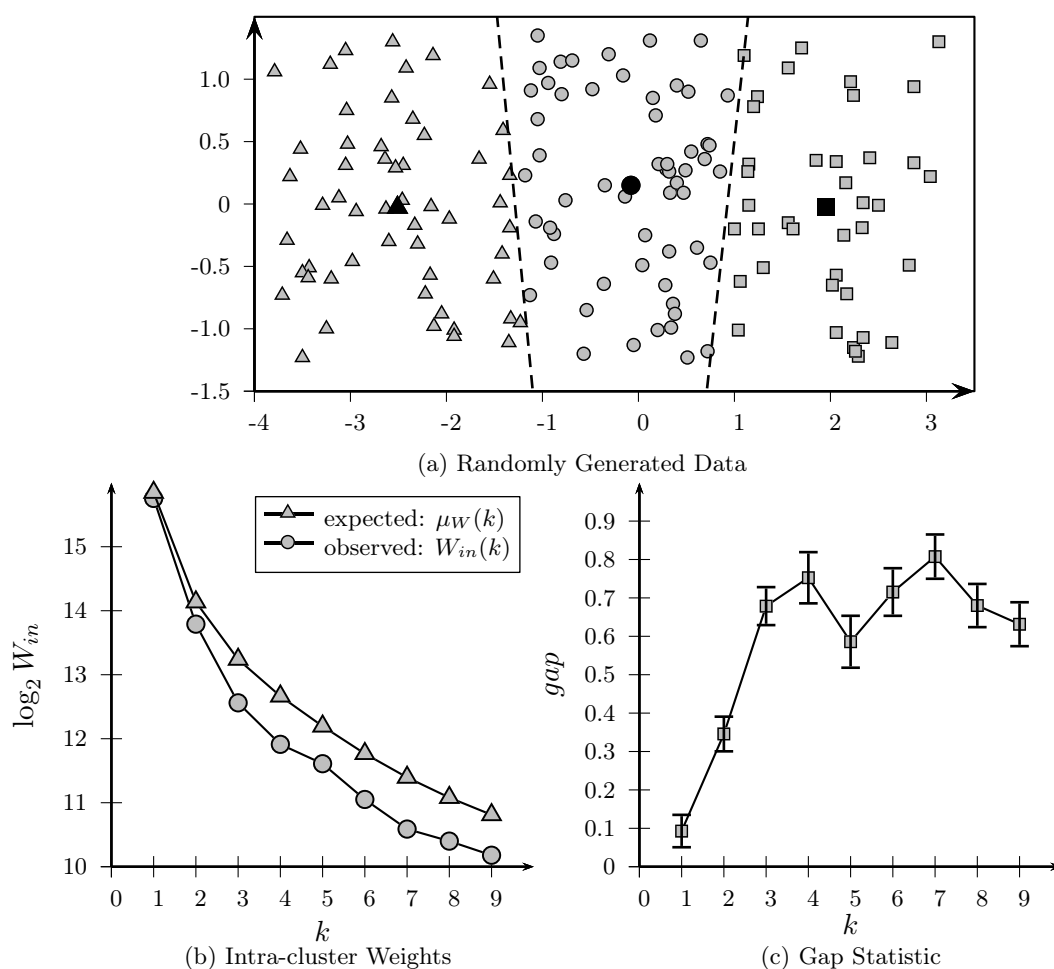 1.0
0.5
0
-0.5
-1.0
-1.5
-4 -3 -2 -1 0 1 2 3
(a) Randomly Generated Data
expected: μ_W(k)
observed: W_in(k)
15
14
13
12
11
10
log₂ W_in
0 1 2 3 4 5 6 7 8 9
k
(b) Intra-cluster Weights
0.9
0.8
0.7
0.6
0.5
0.4
0.3
0.2
0.1
0
gap
0 1 2 3 4 5 6 7 8 9
k
(c) Gap Statistic